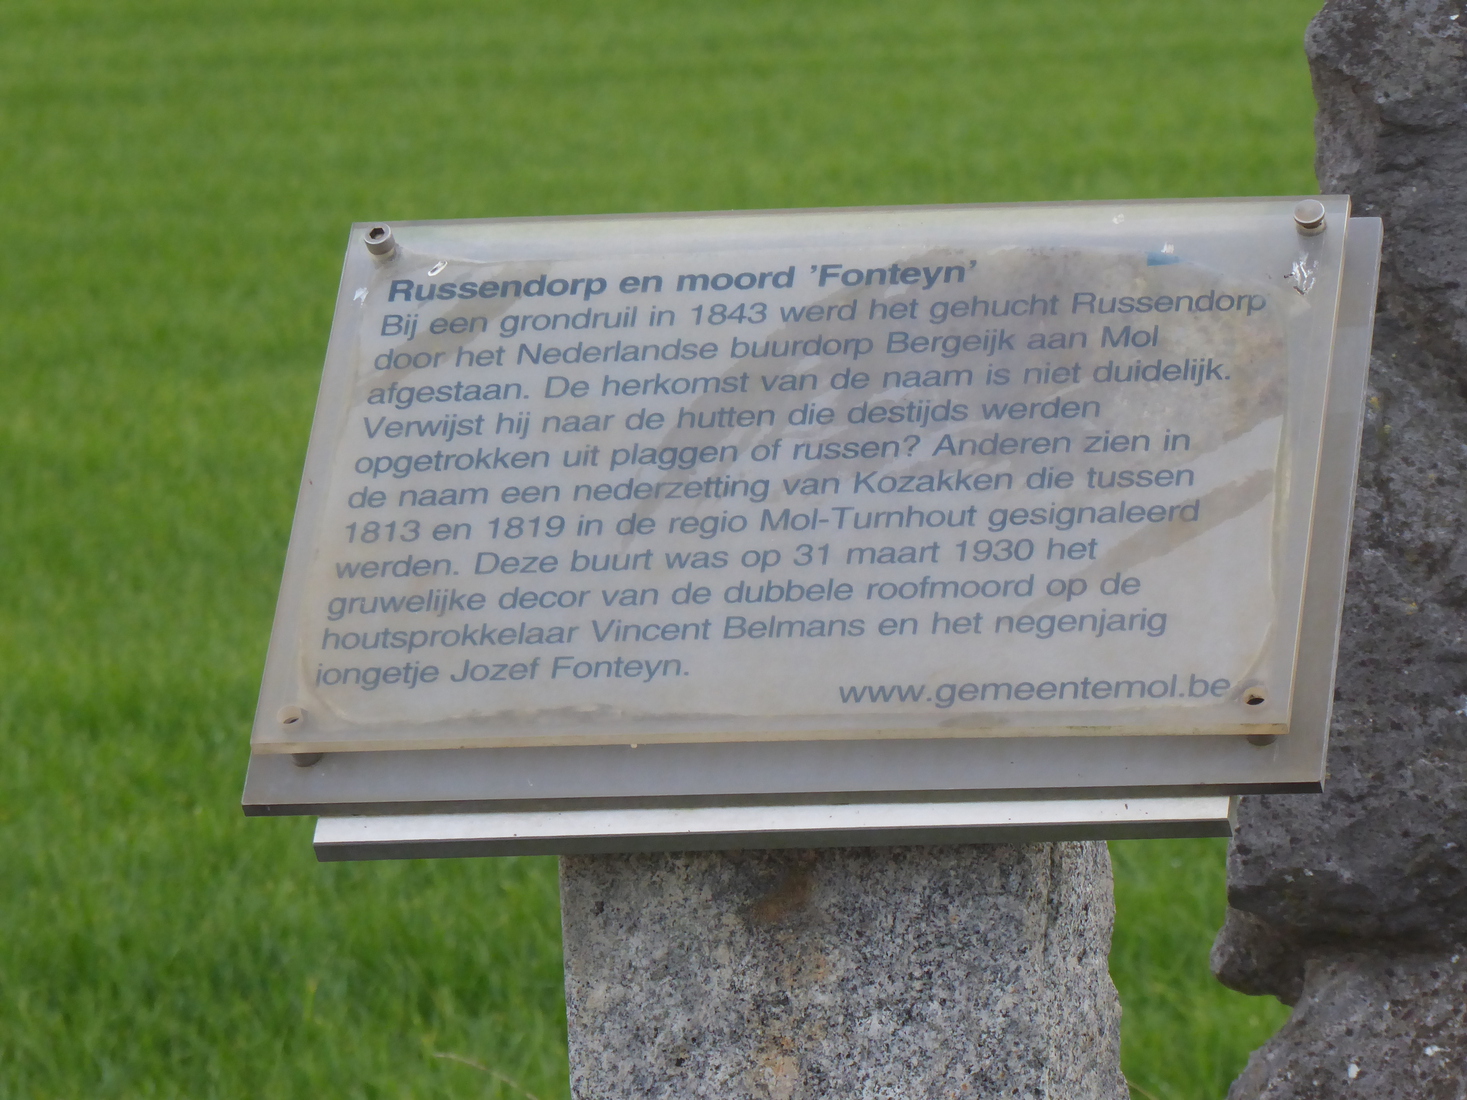 Russendorp en moord 'Fonteyn'
Bij een grondruil in 1843 werd het gehucht Russendorp
door het Nederlandse buurdorp Bergeijk aan Mol
afgestaan. De herkomst van de naam is niet duidelijk.
Verwijst hij naar de hutten die destijds werden
opgetrokken uit plaggen of russen? Anderen zien in
de naam een nederzetting van Kozakken die tussen
1813 en 1819 in de regio Mol-Turnhout gesignaleerd
werden. Deze buurt was op 31 maart 1930 het
gruwelijke decor van de dubbele roofmoord op de
houtsprokkelaar Vincent Belmans en het negenjarig
jongetje Jozef Fonteyn.
www.gemeentemol.be